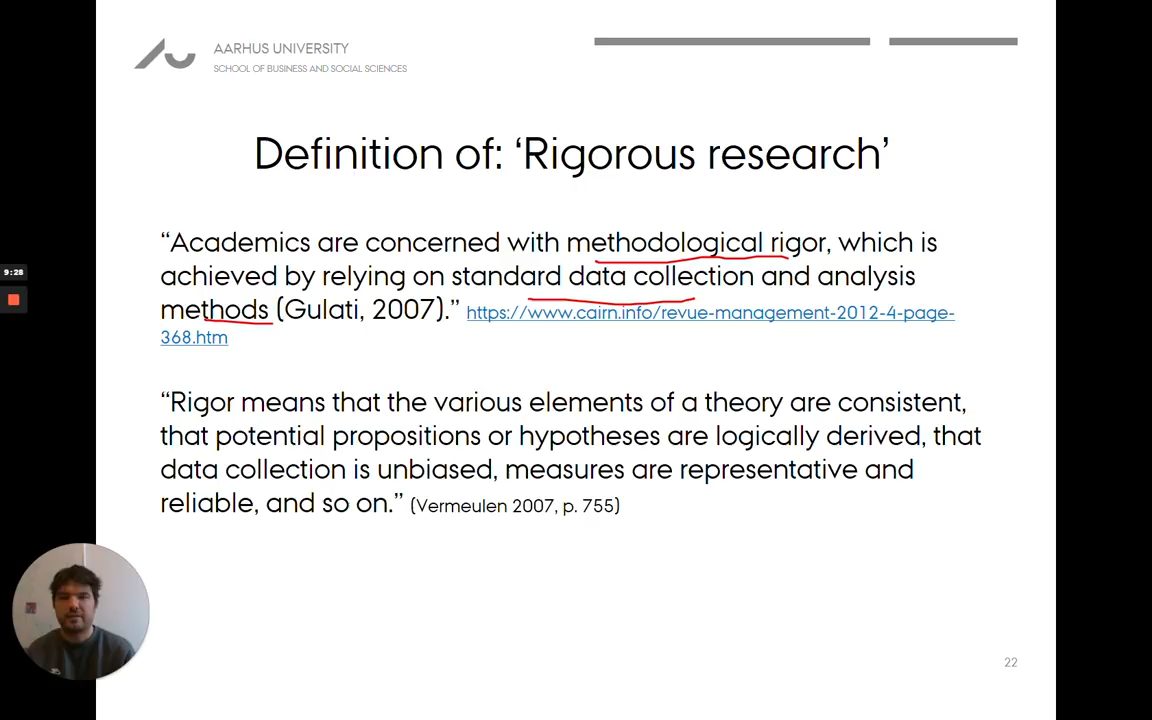 AARHUS UNIVERSITY
SCHOOL OF BUSINESS AND SOCIAL SCIENCES
Definition of: ‘Rigorous research’
“Academics are concerned with methodological rigor, which is
achieved by relying on standard data collection and analysis
methods (Gulati, 2007).” https://www.cairn.info/revue-management-2012-4-page-
368.htm
9:28
“Rigor means that the various elements of a theory are consistent,
that potential propositions or hypotheses are logically derived, that
data collection is unbiased, measures are representative and
reliable, and so on.” (Vermeulen 2007, p. 755)
22